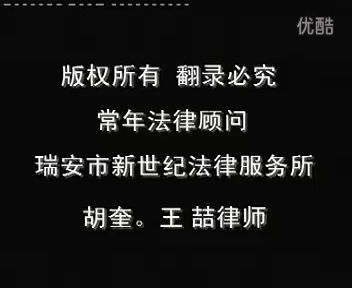 优酷
版权所有 翻录必究
常年法律顾问
瑞安市新世纪法律服务所
胡奎。王 喆律师